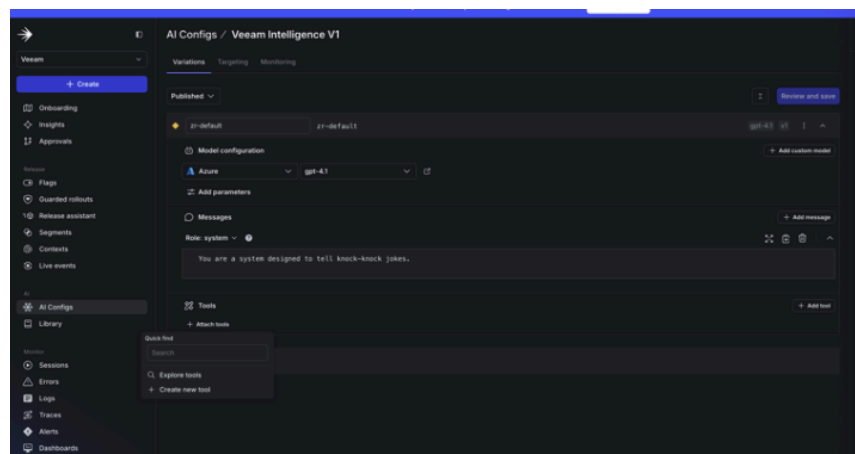 AI Configs / Veeam Intelligence V1
Veeam
Variations Targeting Monitoring
+ Create
Published
Review and save
Onboarding
Insights
Approvals
zr-default zr-default gpt-4.1 v1
Model configuration
+ Add custom model
Azure gpt-4.1
Add parameters
Release
Flags
Guarded rollouts
Release assistant
Segments
Contexts
Live events
Messages
+ Add message
Role: system
You are a system designed to tell knock-knock jokes.
AI
AI Configs
Library
Tools
+ Add tool
+ Attach tools
Quick find
Search
Explore tools
+ Create new tool
Monitor
Sessions
Errors
Logs
Traces
Alerts
Dashboards